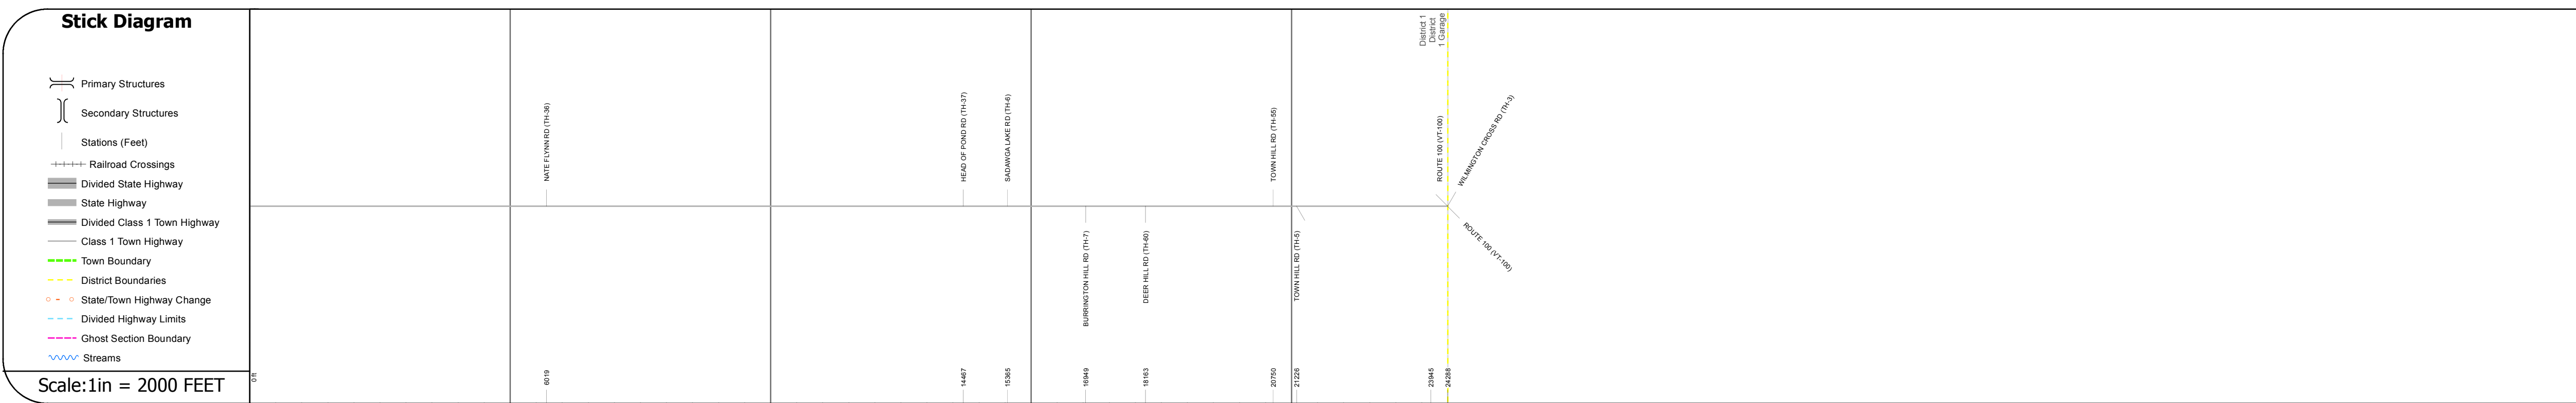 Stick Diagram
Primary Structures
Secondary Structures
Stations (Feet)
Railroad Crossings
Divided State Highway
State Highway
Divided Class 1 Town Highway
Class 1 Town Highway
Town Boundary
District Boundaries
State/Town Highway Change
Divided Highway Limits
Ghost Section Boundary
Streams
Scale:1in = 2000 FEET
District 1
District
1 Garage
NATE FLYNN RD (TH-36)
HEAD OF POND RD (TH-37)
SADAWGA LAKE RD (TH-6)
TOWN HILL RD (TH-55)
ROUTE 100 (VT-100)
WILMINGTON CROSS RD (TH-3)
BURRINGTON HILL RD (TH-7)
DEER HILL RD (TH-60)
TOWN HILL RD (TH-5)
ROUTE 100 (VT-100)
0 ft
6019
14467
15365
16949
18163
20750
21226
23945
24288